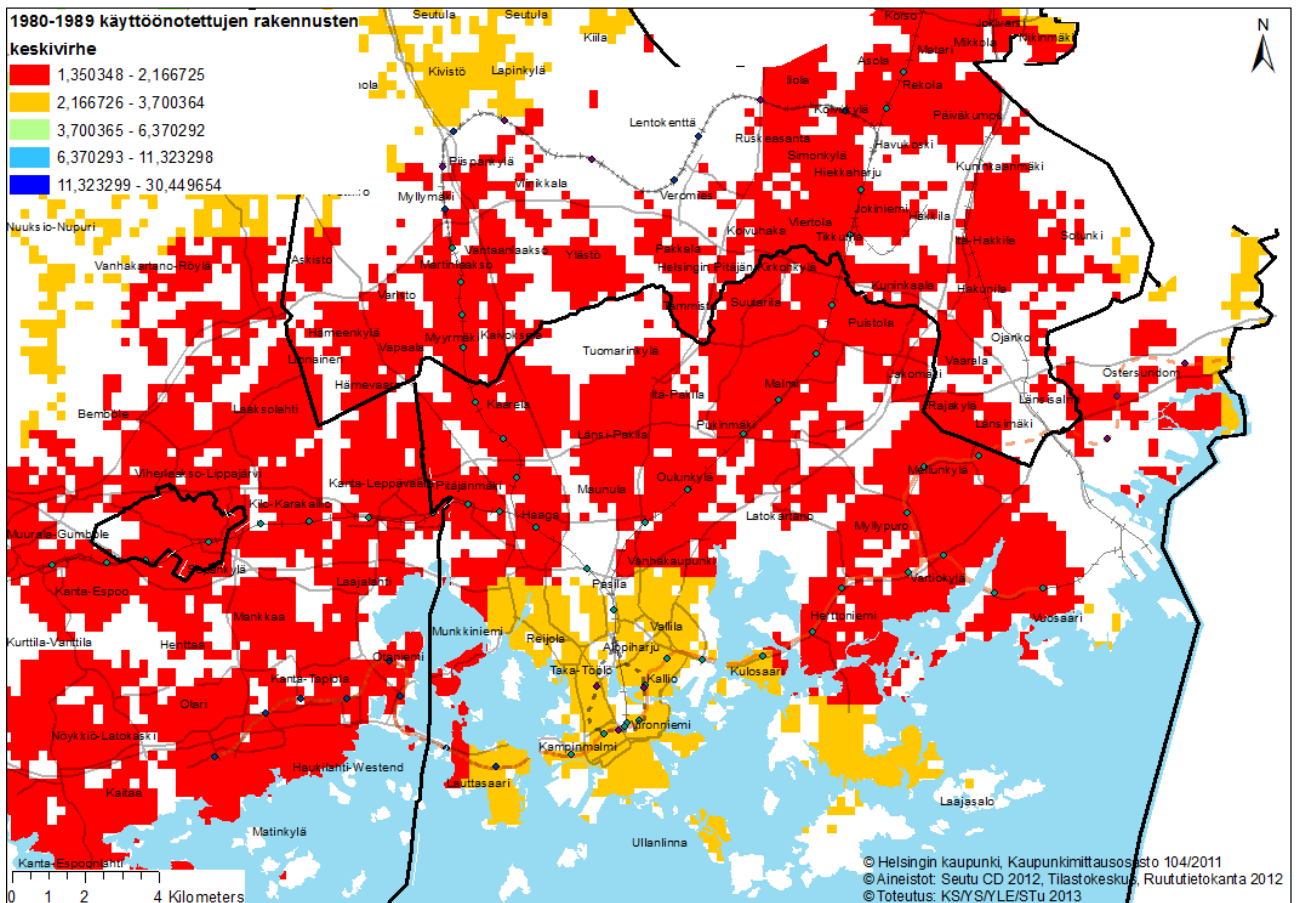 1980-1989 käyttöönotettujen rakennusten
keskivirhe
1,350348 - 2,166725
2,166726 - 3,700364
3,700365 - 6,370292
6,370293 - 11,323298
11,323299 - 30,449654
N
Seutula
Seutula
Kiila
Korso
Jokivarsi
Nikinmäki
Mikkola
Matari
Kivistö
Lapinkylä
Asola
Ilola
Rekola
Koivukylä
Päiväkumpu
Lentokenttä
Ruskeasanta
Havukoski
Simonkylä
Kuninkaanmäki
Piispankylä
Hiekkaharju
Viinikkala
Myllymäki
Veromies
Jokiniemi
Hakkila
Nuuksio-Nupuri
Viertola
Koivuhaka
Tikkurila
Itä-Hakkila
Sotunki
Vantaanlaakso
Ylästö
Pakkala
Askisto
Vanhakartano-Röylä
Martinlaakso
Helsingin Pitäjän Kirkonkylä
Kuninkaala
Hakunila
Varisto
Tammisto
Suutarila
Puistola
Hämeenkylä
Myyrmäki
Kaivoksela
Ojanko
Vapaala
Tuomarinkylä
Linnainen
Vaarala
Östersundom
Lakomäki
Hämevaara
Malmi
Itä-Pakila
Länsisalmi
Bemböle
Laaksolahti
Kaarela
Rajakylä
Länsimäki
Pukinmäki
Länsi-Pakila
Mellunkylä
Viherlaakso-Lippajärvi
Oulunkylä
Kanta-Leppävaara
Pitäjänmäki
Maunula
Kilo-Karakallio
Haaga
Latokartano
Myllypuro
Muurala-Gumböle
Vanhakaupunki
Vartiokylä
Laajalahti
Pasila
Kanta-Espoo
Mankkaa
Herttoniemi
Vuosaari
Munkkiniemi
Vallila
Kurttila-Vanttila
Henttaa
Reijola
Alppiharju
Otaniemi
Taka-Töölö
Kulosaari
Kanta-Tapiola
Kallio
Olari
Vironniemi
Nöykkiö-Latokaski
Kampinmalmi
Haukilahti-Westend
Lauttasaari
Kaitaa
Laajasalo
Matinkylä
Ullanlinna
Kanta-Espoonlahti
0 1 2 4 Kilometers
© Helsingin kaupunki, Kaupunkimittausosasto 104/2011
© Aineistot: Seutu CD 2012, Tilastokeskus, Ruututietokanta 2012
© Toteutus: KS/YS/YLE/STu 2013